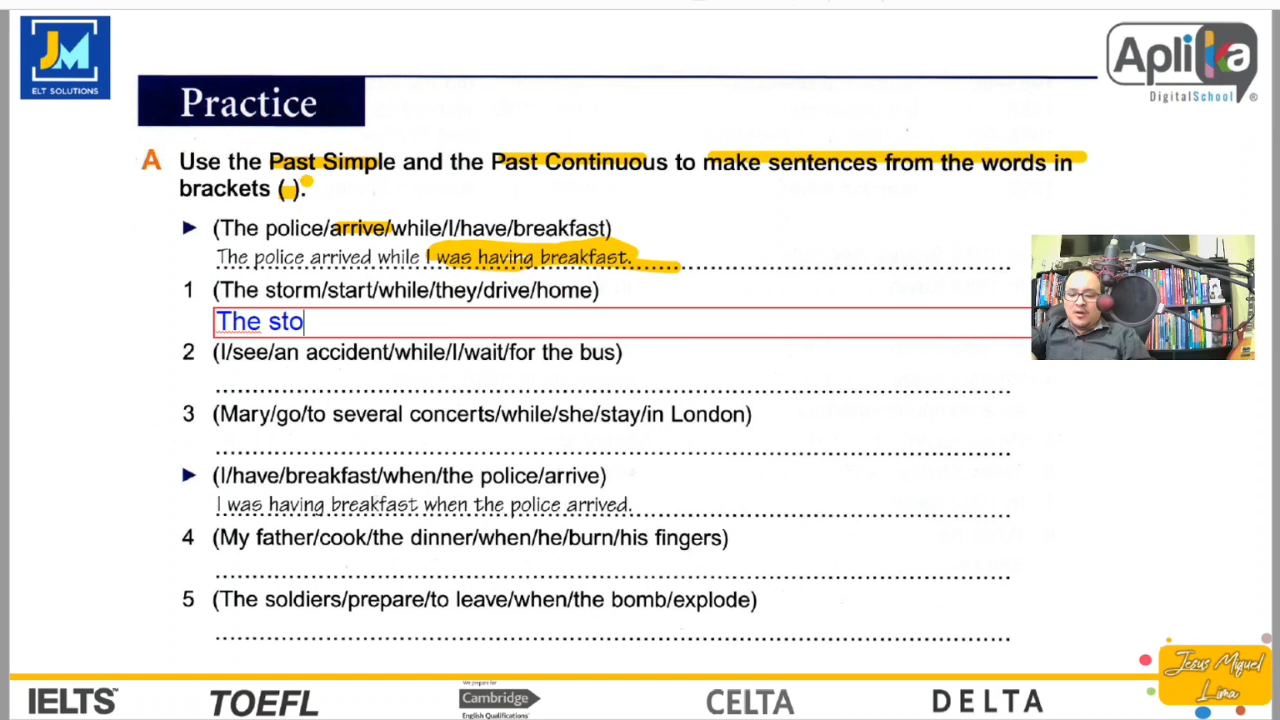 JM
ELT SOLUTIONS
Aplika
DigitalSchool ®
Practice
A Use the Past Simple and the Past Continuous to make sentences from the words in
brackets ( ).
► (The police/arrive/while/I/have/breakfast)
The police arrived while I was having breakfast.
1 (The storm/start/while/they/drive/home)
The sto
2 (I/see/an accident/while/I/wait/for the bus)
3 (Mary/go/to several concerts/while/she/stay/in London)
► (I/have/breakfast/when/the police/arrive)
I was having breakfast when the police arrived.
4 (My father/cook/the dinner/when/he/burn/his fingers)
5 (The soldiers/prepare/to leave/when/the bomb/explode)
Jesus Miguel
Lima
IELTS™
TOEFL
We prepare for
Cambridge
English Qualifications™
CELTA
DELTA